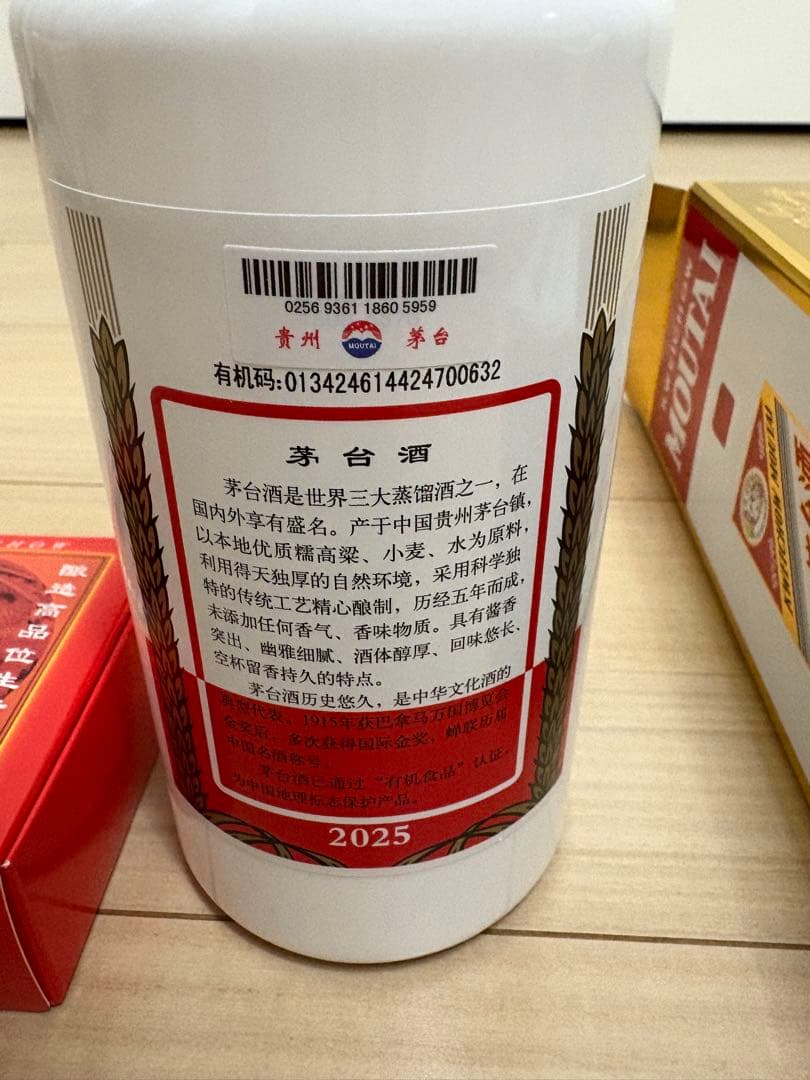 0256 9361 1860 5959
贵州 MOUTAI 茅台
有机码:013424614424700632
茅台酒
茅台酒是世界三大蒸馏酒之一，在
国内外享有盛名。产于中国贵州茅台镇，
以本地优质糯高粱、小麦、水为原料，
利用得天独厚的自然环境，采用科学独
特的传统工艺精心酿制，历经五年而成，
未添加任何香气、香味物质。具有酱香
突出、幽雅细腻、酒体醇厚、回味悠长、
空杯留香持久的特点。
茅台酒历史悠久，是中华文化酒的
典型代表。1915年获巴拿马万国博览会
金奖后，多次获得国际金奖，蝉联历届
中国名酒称号。
茅台酒已通过“有机食品”认证，
为中国地理标志保护产品。
2025
酿造高品位生
MOUTAI
KWEICHOW MOUTAI
酒